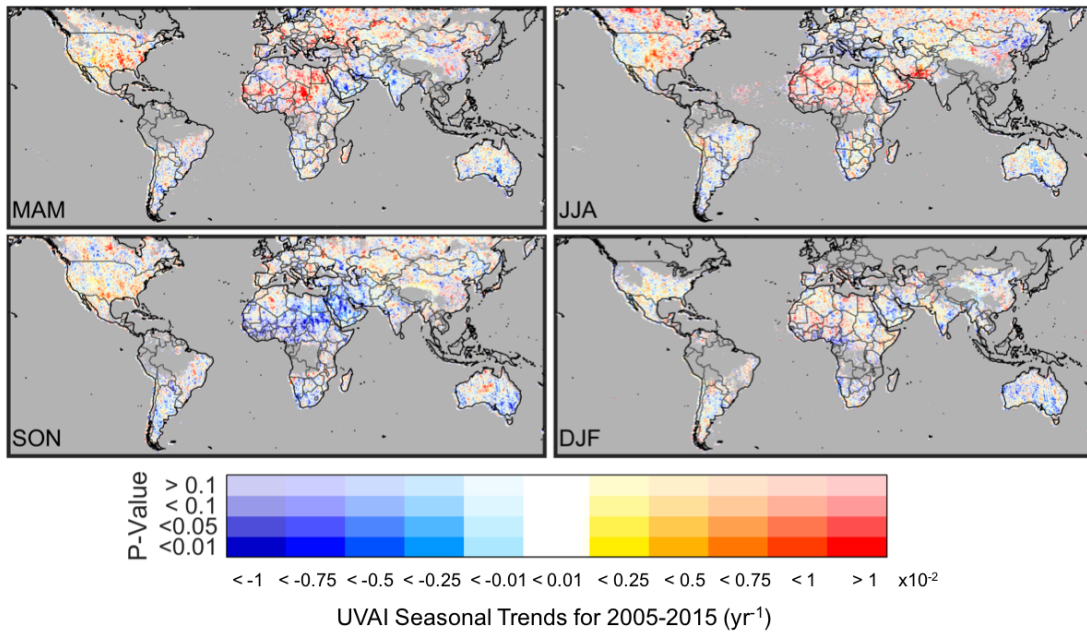 MAM
JJA
SON
DJF
P-Value
> 0.1
< 0.1
<0.05
<0.01
< -1 < -0.75 < -0.5 < -0.25 < -0.01 < 0.01 < 0.25 < 0.5 < 0.75 < 1 > 1 x10⁻²
UVAI Seasonal Trends for 2005-2015 (yr⁻¹)